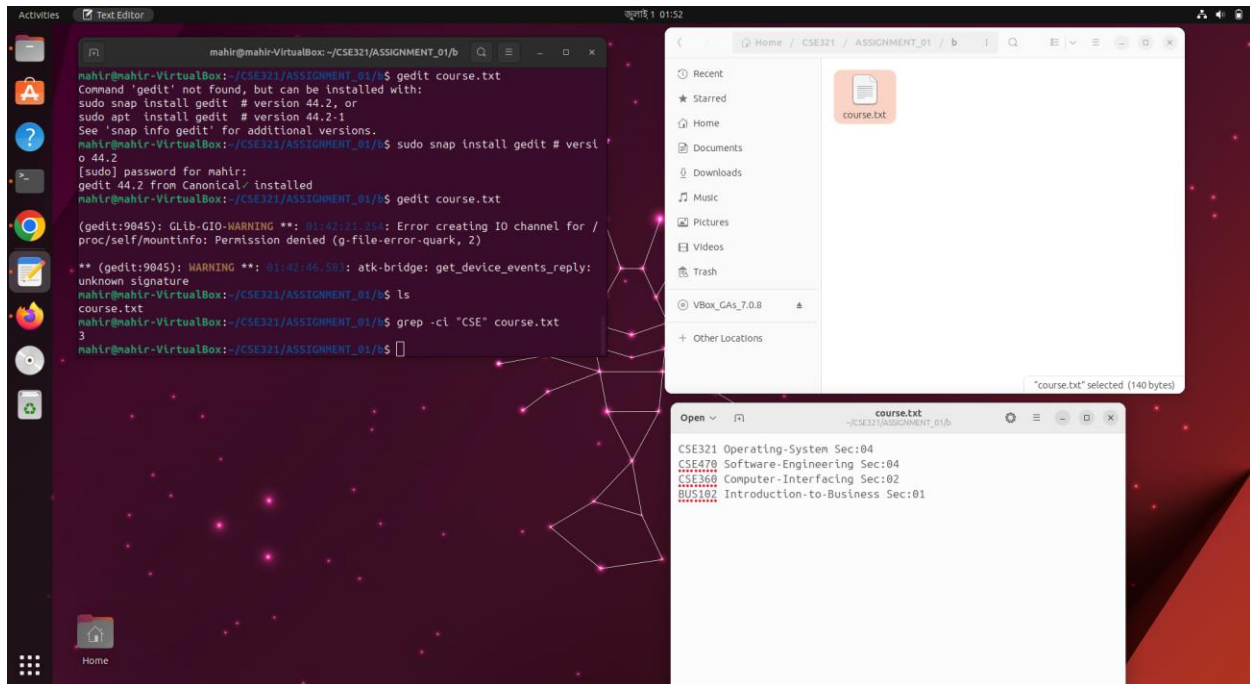 Activities Text Editor জুলাই 1 01:52
mahir@mahir-VirtualBox: ~/CSE321/ASSIGNMENT_01/b
mahir@mahir-VirtualBox:~/CSE321/ASSIGNMENT_01/b$ gedit course.txt
Command 'gedit' not found, but can be installed with:
sudo snap install gedit  # version 44.2, or
sudo apt  install gedit  # version 44.2-1
See 'snap info gedit' for additional versions.
mahir@mahir-VirtualBox:~/CSE321/ASSIGNMENT_01/b$ sudo snap install gedit # versi
o 44.2
[sudo] password for mahir:
gedit 44.2 from Canonical✓ installed
mahir@mahir-VirtualBox:~/CSE321/ASSIGNMENT_01/b$ gedit course.txt
(gedit:9045): GLib-GIO-WARNING **: 01:42:21.254: Error creating IO channel for /
proc/self/mountinfo: Permission denied (g-file-error-quark, 2)
** (gedit:9045): WARNING **: 01:42:46.583: atk-bridge: get_device_events_reply:
unknown signature
mahir@mahir-VirtualBox:~/CSE321/ASSIGNMENT_01/b$ ls
course.txt
mahir@mahir-VirtualBox:~/CSE321/ASSIGNMENT_01/b$ grep -ci "CSE" course.txt
3
mahir@mahir-VirtualBox:~/CSE321/ASSIGNMENT_01/b$
Home / CSE321 / ASSIGNMENT_01 / b
Recent
Starred
Home
Documents
Downloads
Music
Pictures
Videos
Trash
VBox_GAs_7.0.8
+ Other Locations
course.txt
"course.txt" selected (140 bytes)
Open
course.txt
~/CSE321/ASSIGNMENT_01/b
CSE321 Operating-System Sec:04
CSE470 Software-Engineering Sec:04
CSE360 Computer-Interfacing Sec:02
BUS102 Introduction-to-Business Sec:01
Home